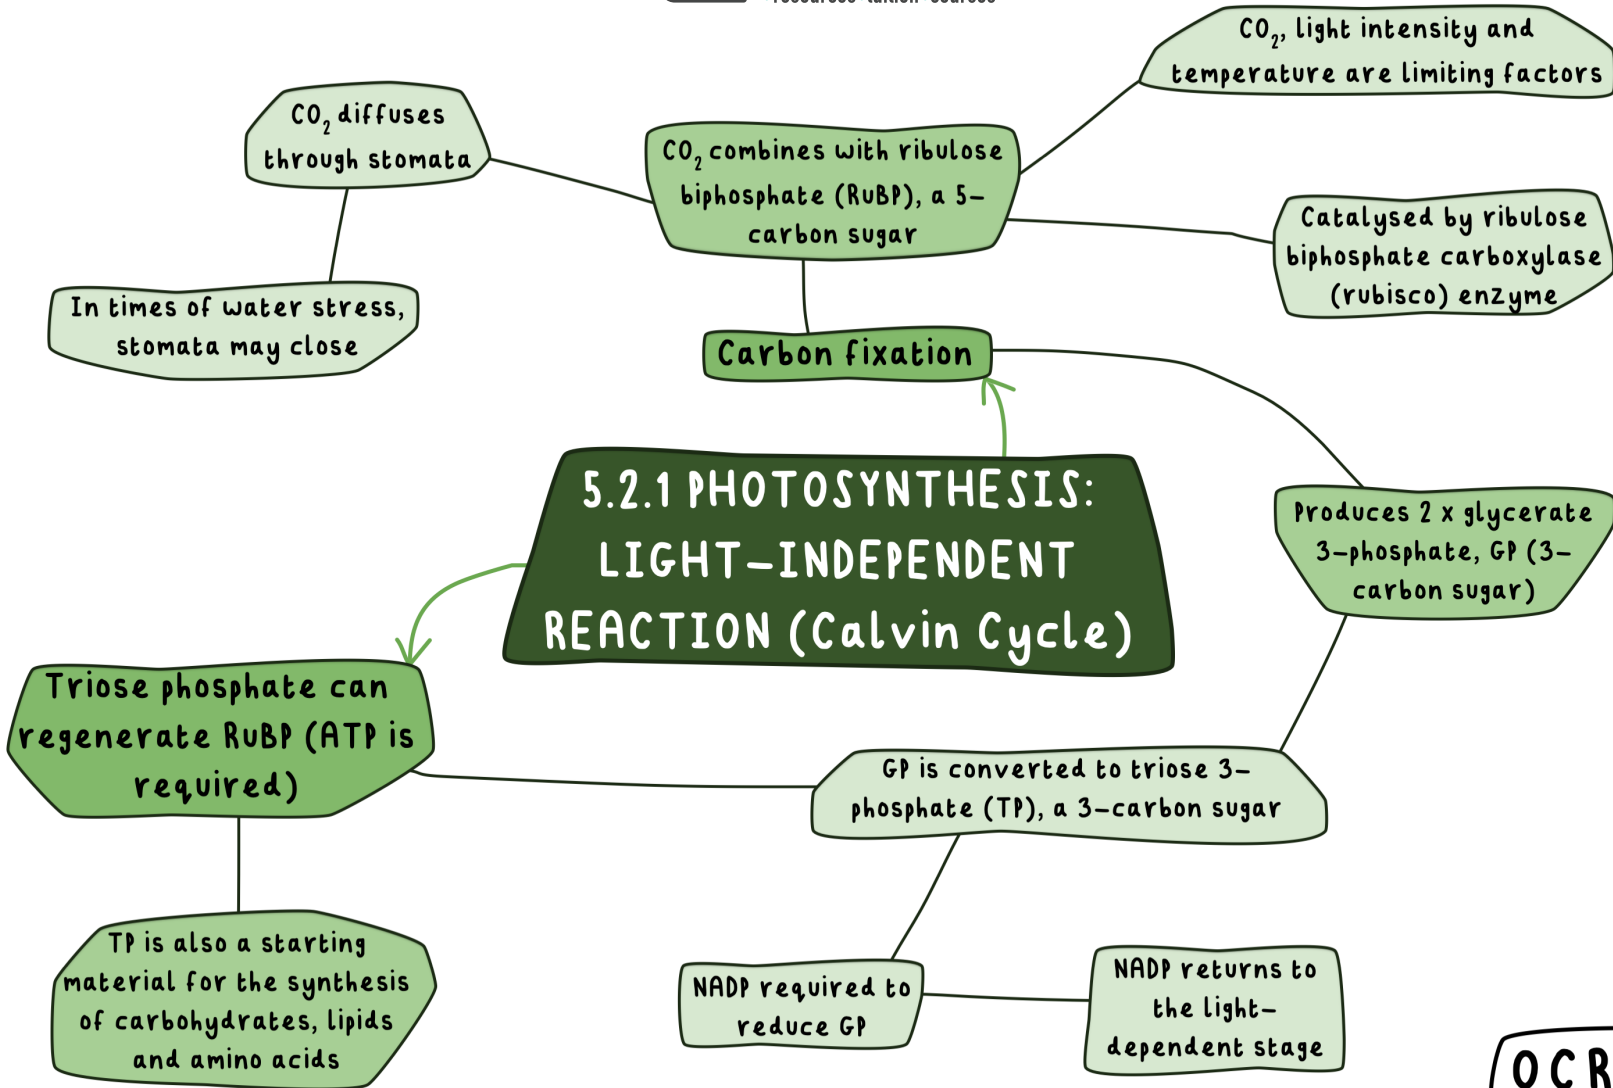 resources tuition courses
CO₂, light intensity and
temperature are limiting factors
CO₂ diffuses
through stomata
CO₂ combines with ribulose
biphosphate (RuBP), a 5-
carbon sugar
Catalysed by ribulose
biphosphate carboxylase
(rubisco) enzyme
In times of water stress,
stomata may close
Carbon fixation
5.2.1 PHOTOSYNTHESIS:
LIGHT-INDEPENDENT
REACTION (Calvin Cycle)
Produces 2 x glycerate
3-phosphate, GP (3-
carbon sugar)
Triose phosphate can
regenerate RuBP (ATP is
required)
GP is converted to triose 3-
phosphate (TP), a 3-carbon sugar
TP is also a starting
material for the synthesis
of carbohydrates, lipids
and amino acids
NADP required to
reduce GP
NADP returns to
the light-
dependent stage
OCR